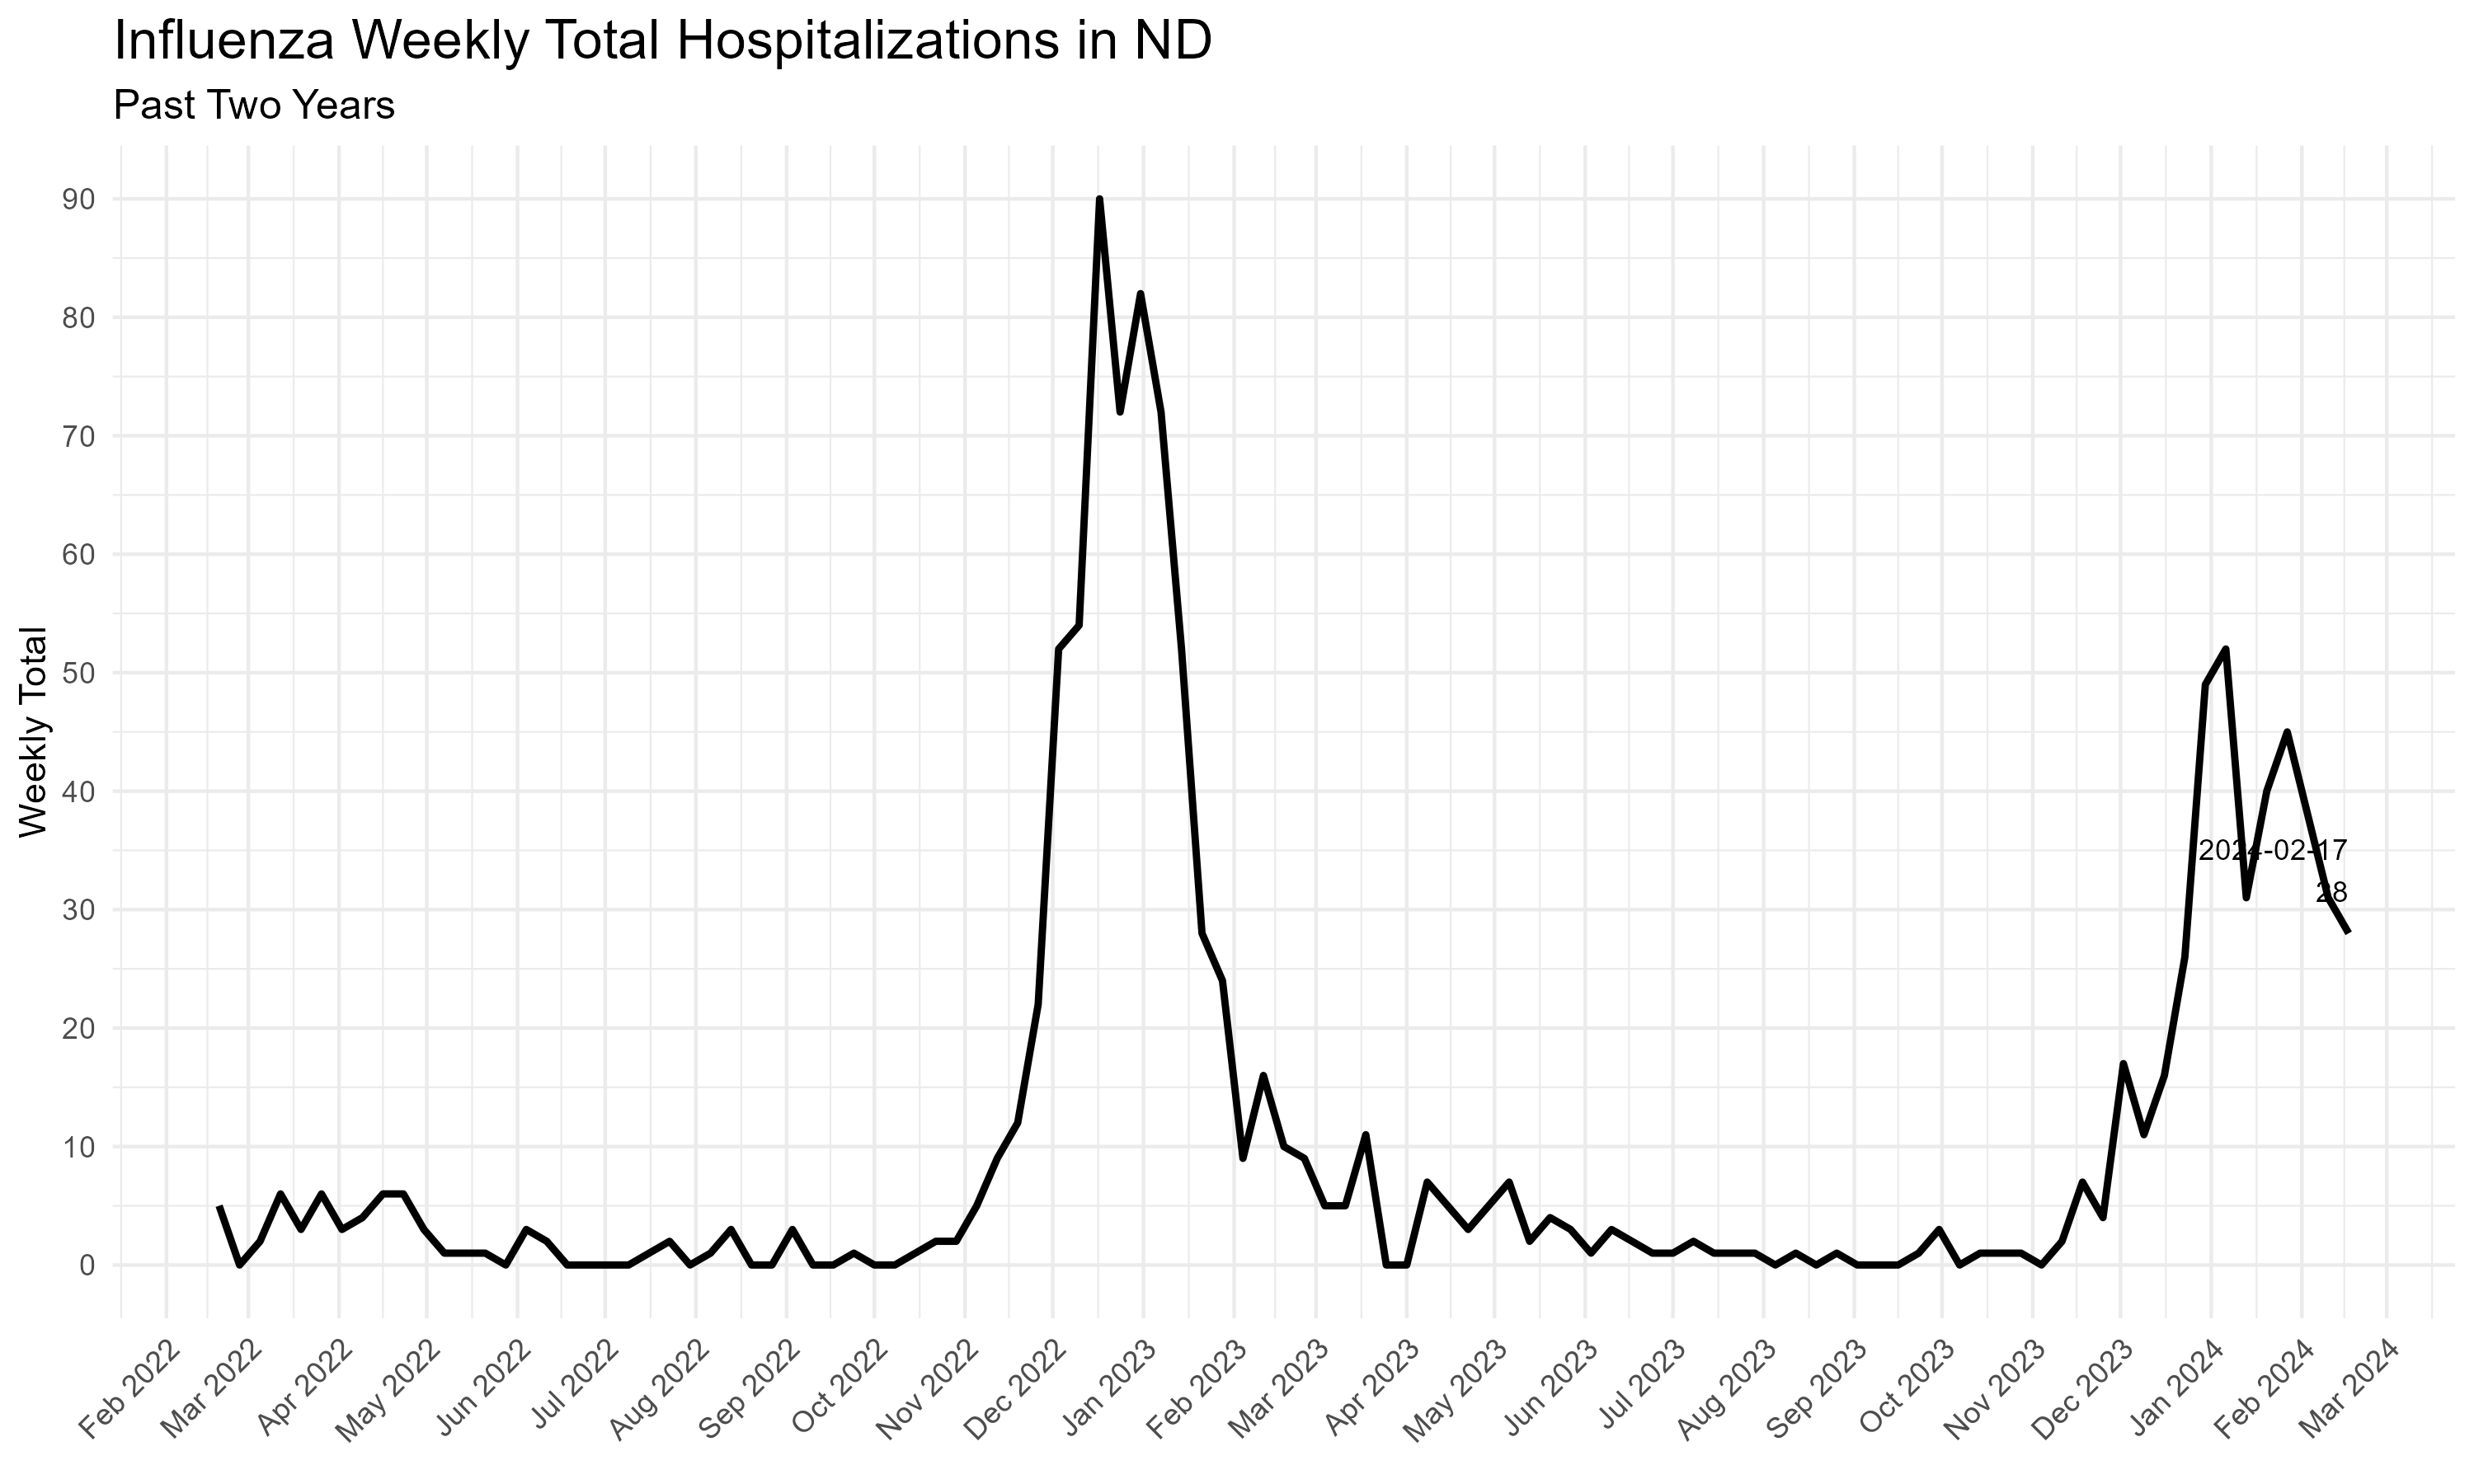 Influenza Weekly Total Hospitalizations in ND
Past Two Years
Weekly Total
90
80
70
60
50
40
30
20
10
0
2024-02-17
28
Feb 2022
Mar 2022
Apr 2022
May 2022
Jun 2022
Jul 2022
Aug 2022
Sep 2022
Oct 2022
Nov 2022
Dec 2022
Jan 2023
Feb 2023
Mar 2023
Apr 2023
May 2023
Jun 2023
Jul 2023
Aug 2023
Sep 2023
Oct 2023
Nov 2023
Dec 2023
Jan 2024
Feb 2024
Mar 2024